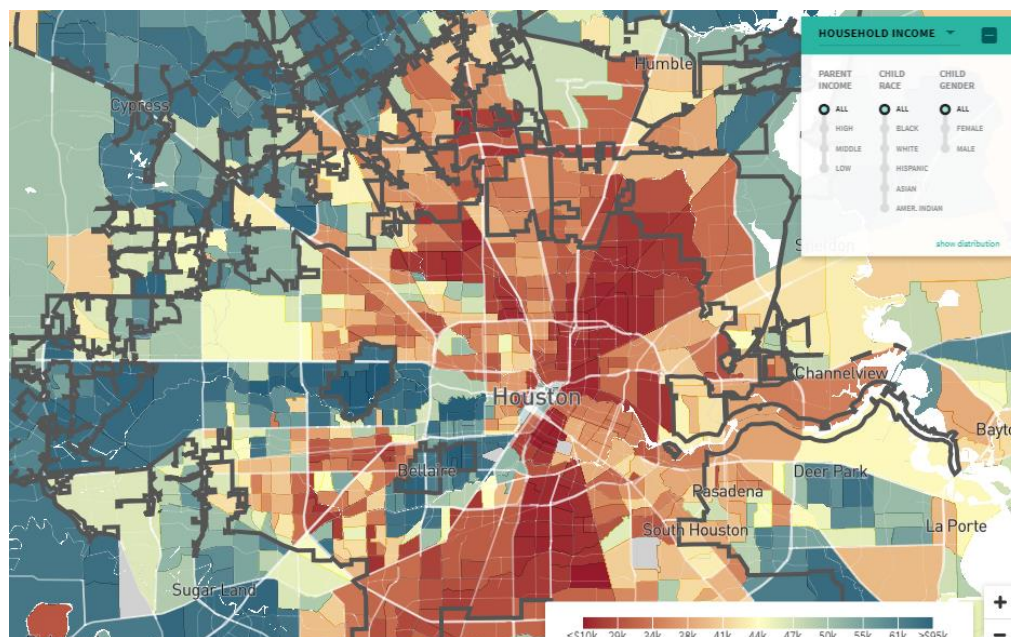 HOUSEHOLD INCOME
PARENT INCOME
ALL
HIGH
MIDDLE
LOW
CHILD RACE
ALL
BLACK
WHITE
HISPANIC
ASIAN
AMER. INDIAN
CHILD GENDER
ALL
FEMALE
MALE
show distribution
Humble
Cypress
Sheldon
Channelview
Houston
Bellaire
Bayto
Deer Park
Pasadena
South Houston
La Porte
Sugar Land
+
<$10k 29k 34k 38k 41k 44k 47k 50k 55k 61k >$95k